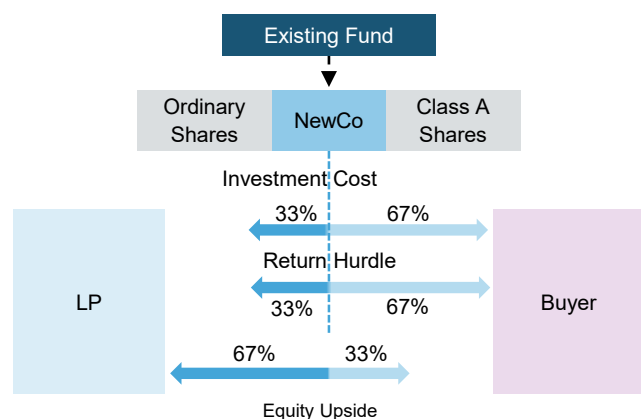 Existing Fund
Ordinary
Shares
NewCo
Class A
Shares
Investment Cost
33%
67%
Return Hurdle
33%
67%
LP
Buyer
67%
33%
Equity Upside